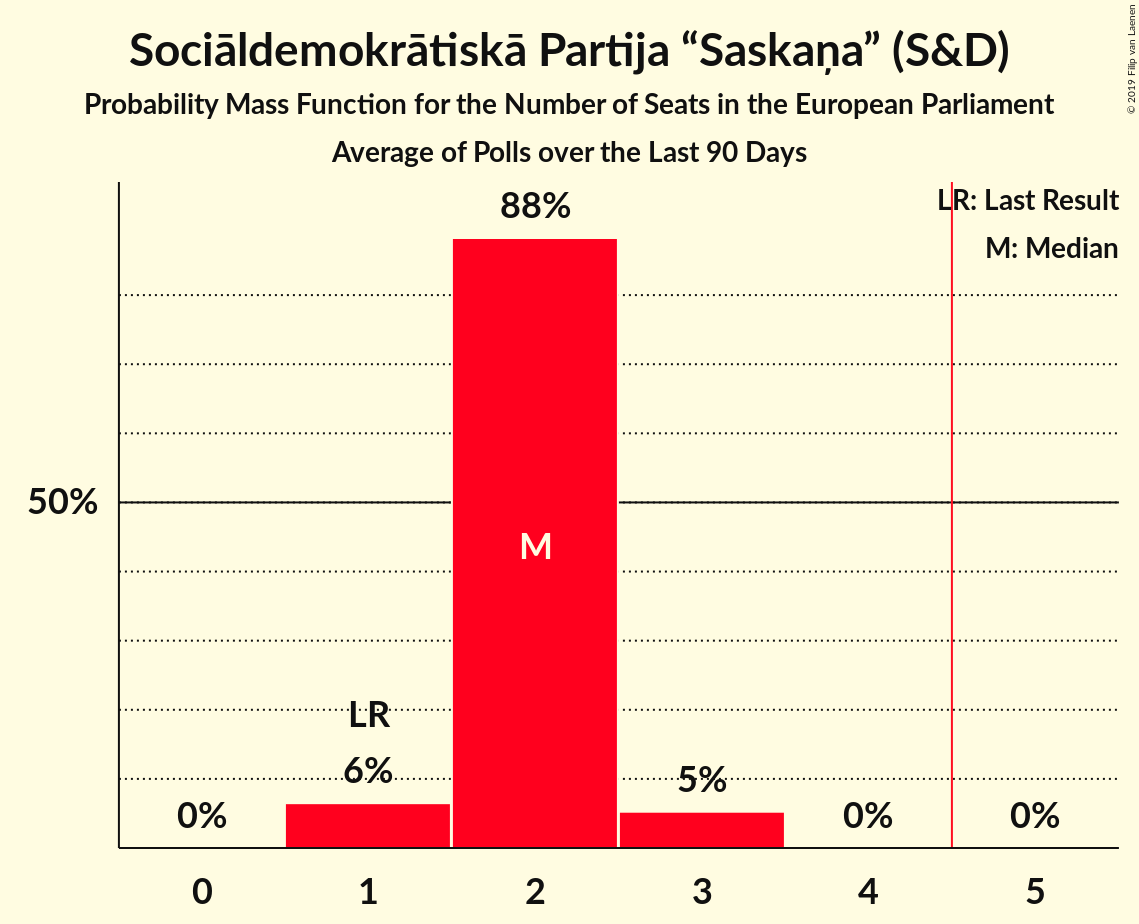 Sociāldemokrātiskā Partija “Saskaņa” (S&D)
Probability Mass Function for the Number of Seats in the European Parliament
Average of Polls over the Last 90 Days
© 2019 Filip van Laenen
LR: Last Result
M: Median
88%
50%
M
LR
6%
5%
0%
0%
0%
0
1
2
3
4
5